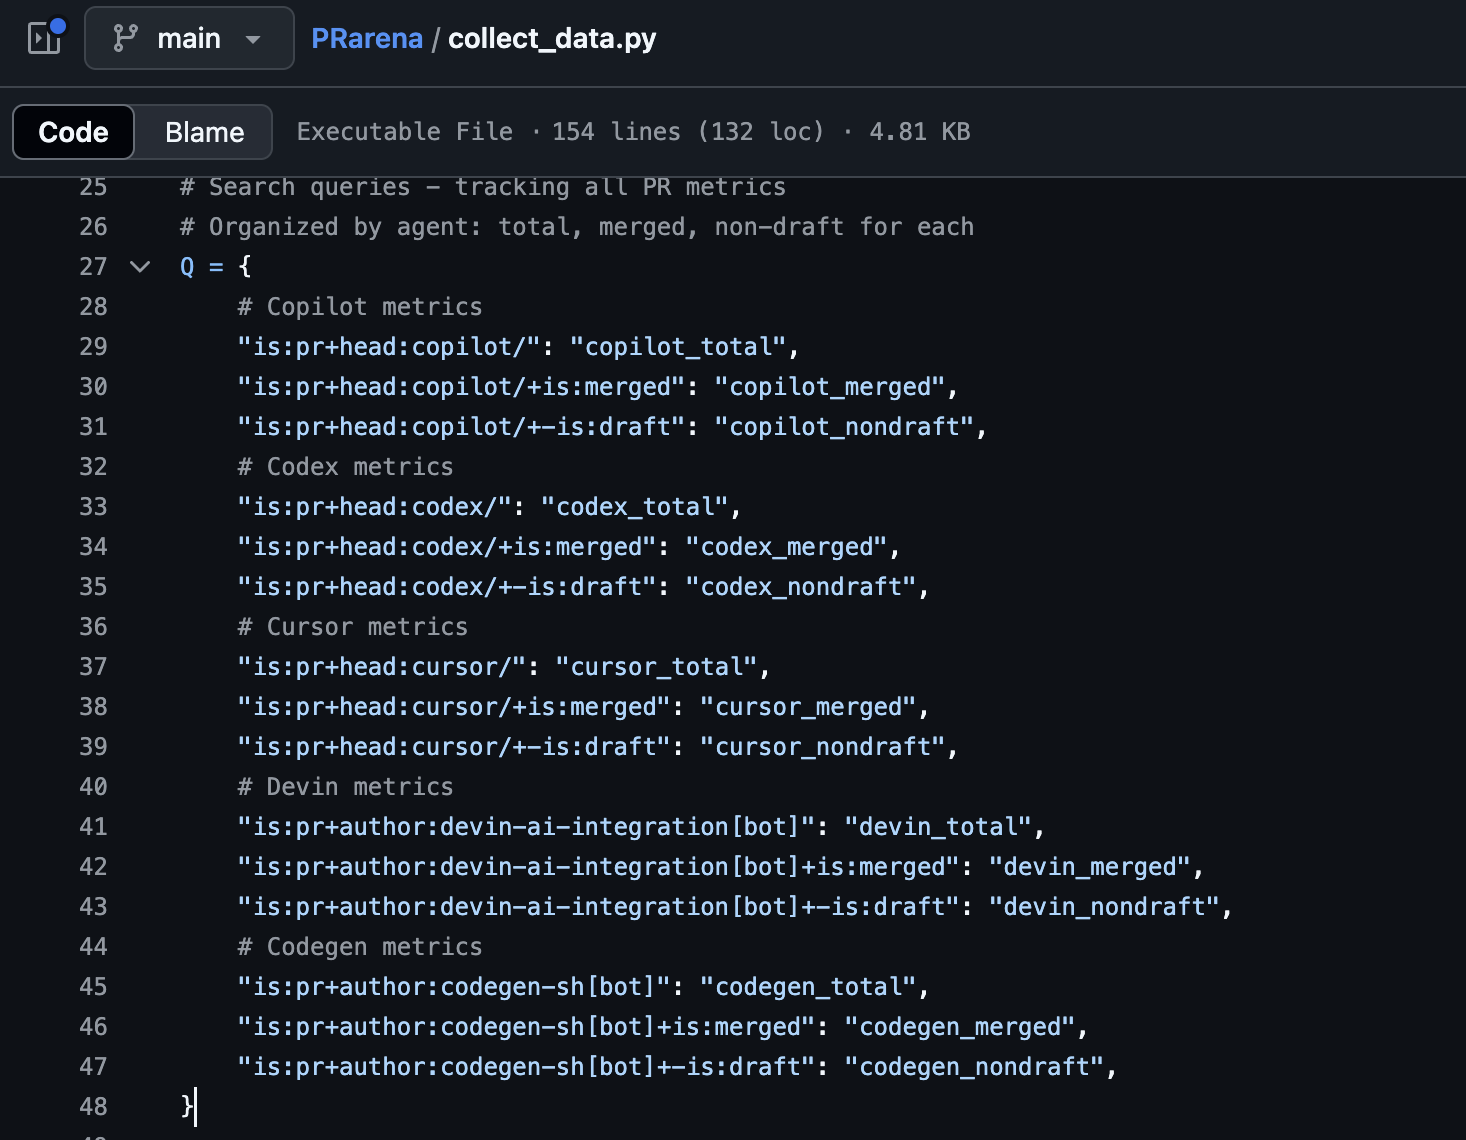 main
PRarena / collect_data.py
Code Blame Executable File · 154 lines (132 loc) · 4.81 KB
25 # Search queries - tracking all PR metrics
26 # Organized by agent: total, merged, non-draft for each
27 Q = {
28 # Copilot metrics
29 "is:pr+head:copilot/": "copilot_total",
30 "is:pr+head:copilot/+is:merged": "copilot_merged",
31 "is:pr+head:copilot/+-is:draft": "copilot_nondraft",
32 # Codex metrics
33 "is:pr+head:codex/": "codex_total",
34 "is:pr+head:codex/+is:merged": "codex_merged",
35 "is:pr+head:codex/+-is:draft": "codex_nondraft",
36 # Cursor metrics
37 "is:pr+head:cursor/": "cursor_total",
38 "is:pr+head:cursor/+is:merged": "cursor_merged",
39 "is:pr+head:cursor/+-is:draft": "cursor_nondraft",
40 # Devin metrics
41 "is:pr+author:devin-ai-integration[bot]": "devin_total",
42 "is:pr+author:devin-ai-integration[bot]+is:merged": "devin_merged",
43 "is:pr+author:devin-ai-integration[bot]+-is:draft": "devin_nondraft",
44 # Codegen metrics
45 "is:pr+author:codegen-sh[bot]": "codegen_total",
46 "is:pr+author:codegen-sh[bot]+is:merged": "codegen_merged",
47 "is:pr+author:codegen-sh[bot]+-is:draft": "codegen_nondraft",
48 }